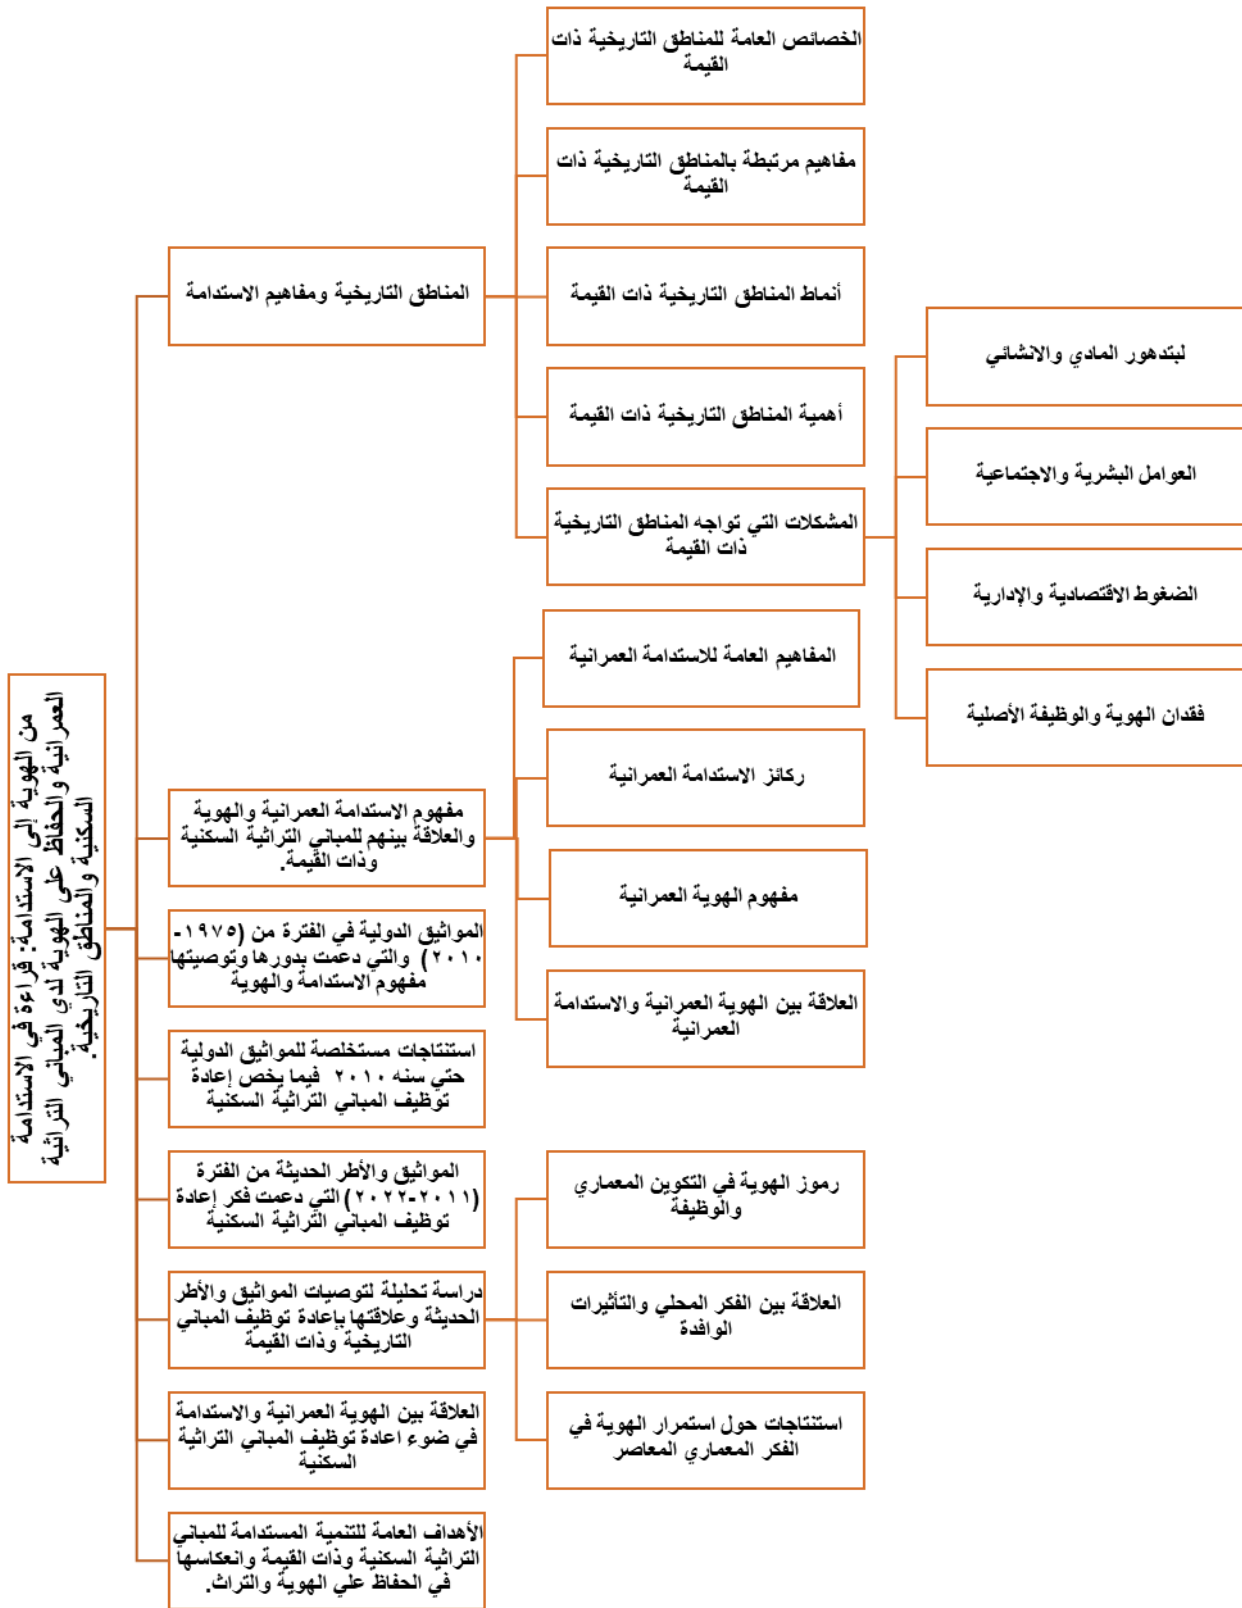 من الهوية إلى الاستدامة: قراءة في الاستدامة
العمرانية والحفاظ على الهوية لدي المباني التراثية
السكنية والمناطق التاريخية.
المناطق التاريخية ومفاهيم الاستدامة
الخصائص العامة للمناطق التاريخية ذات
القيمة
مفاهيم مرتبطة بالمناطق التاريخية ذات
القيمة
أنماط المناطق التاريخية ذات القيمة
أهمية المناطق التاريخية ذات القيمة
المشكلات التي تواجه المناطق التاريخية
ذات القيمة
لبتدهور المادي والانشائي
العوامل البشرية والاجتماعية
الضغوط الاقتصادية والإدارية
فقدان الهوية والوظيفة الأصلية
مفهوم الاستدامة العمرانية والهوية
والعلاقة بينهم للمباني التراثية السكنية
وذات القيمة.
المفاهيم العامة للاستدامة العمرانية
ركائز الاستدامة العمرانية
مفهوم الهوية العمرانية
العلاقة بين الهوية العمرانية والاستدامة
العمرانية
المواثيق الدولية في الفترة من (١٩٧٥-
٢٠١٠) والتي دعمت بدورها وتوصيتها
مفهوم الاستدامة والهوية
استنتاجات مستخلصة للمواثيق الدولية
حتي سنه ٢٠١٠ فيما يخص إعادة
توظيف المباني التراثية السكنية
المواثيق والأطر الحديثة من الفترة
(٢٠١١-٢٠٢٢) التي دعمت فكر إعادة
توظيف المباني التراثية السكنية
دراسة تحليلة لتوصيات المواثيق والأطر
الحديثة وعلاقتها بإعادة توظيف المباني
التاريخية وذات القيمة
رموز الهوية في التكوين المعماري
والوظيفة
العلاقة بين الفكر المحلي والتأثيرات
الوافدة
استنتاجات حول استمرار الهوية في
الفكر المعماري المعاصر
العلاقة بين الهوية العمرانية والاستدامة
في ضوء اعادة توظيف المباني التراثية
السكنية
الأهداف العامة للتنمية المستدامة للمباني
التراثية السكنية وذات القيمة وانعكاسها
في الحفاظ علي الهوية والتراث.